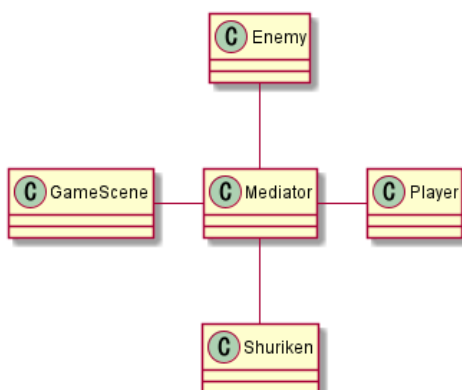 C Enemy
C GameScene
C Mediator
C Player
C Shuriken